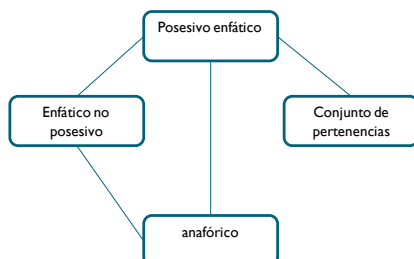 Posesivo enfático
Enfático no
posesivo
Conjunto de
pertenencias
anafórico